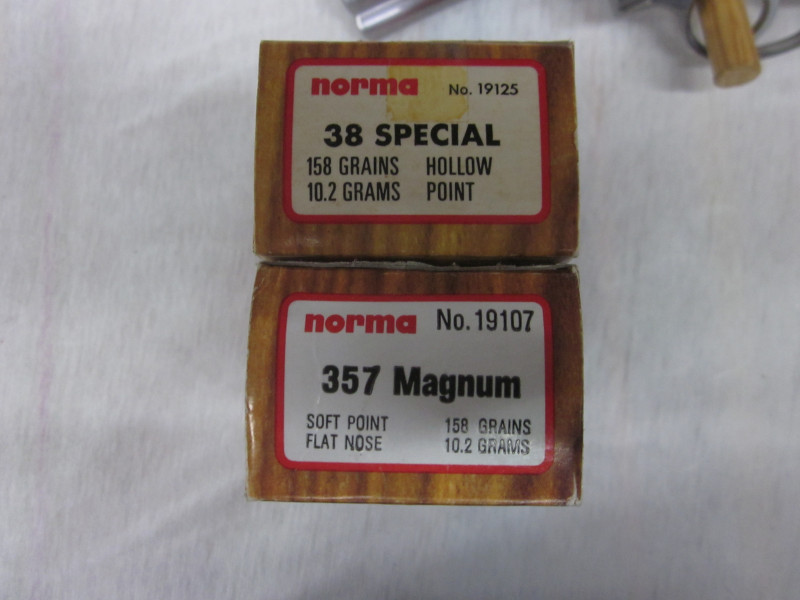 norma No. 19125
38 SPECIAL
158 GRAINS HOLLOW
10.2 GRAMS POINT
norma No. 19107
357 Magnum
SOFT POINT 158 GRAINS
FLAT NOSE 10.2 GRAMS